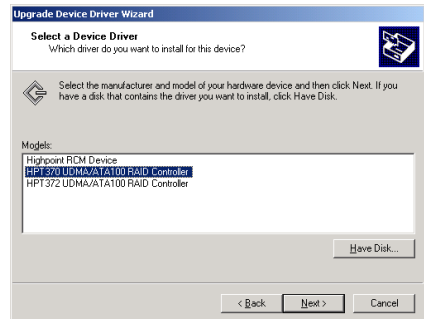 Upgrade Device Driver Wizard
Select a Device Driver
Which driver do you want to install for this device?
Select the manufacturer and model of your hardware device and then click Next. If you
have a disk that contains the driver you want to install, click Have Disk.
Models:
Highpoint RCM Device
HPT370 UDMA/ATA100 RAID Controller
HPT372 UDMA/ATA100 RAID Controller
Have Disk...
< Back
Next >
Cancel